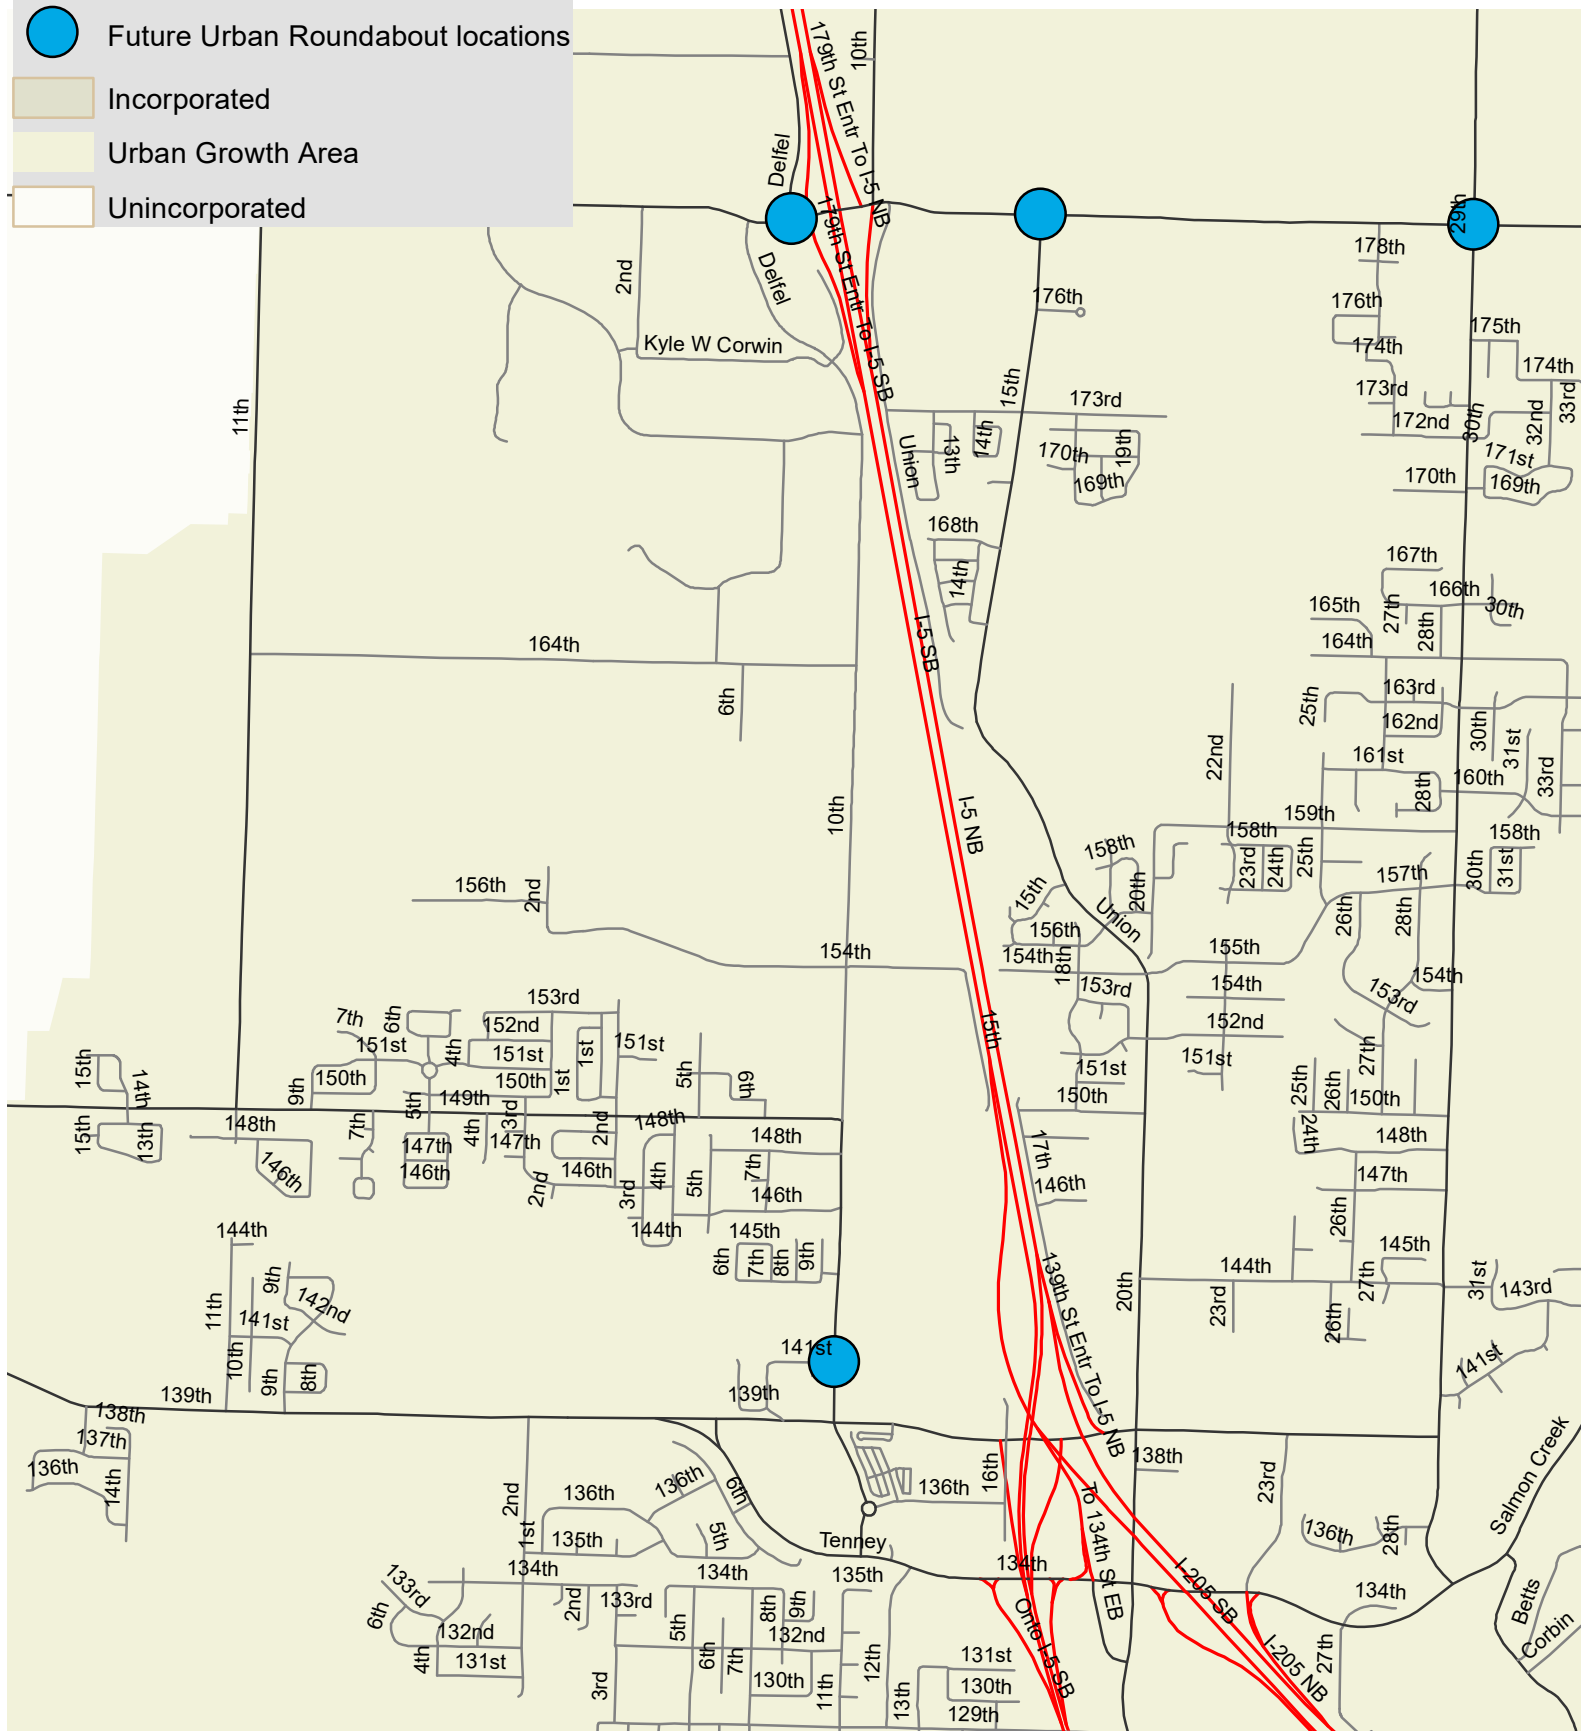 Future Urban Roundabout locations
Incorporated
Urban Growth Area
Unincorporated
179th St Entr To I-5 NB
10th
Delfel
29th
179th St Entr To I-5 SB
Delfel
2nd
178th
176th
176th
175th
Kyle W Corwin
174th
174th
15th
173rd
173rd
33rd
11th
172nd
30th
32nd
Union
13th
14th
170th
19th
171st
169th
170th
169th
168th
14th
167th
166th
165th
27th
30th
28th
I-5 SB
164th
164th
6th
25th
163rd
162nd
30th
31st
22nd
161st
28th
160th
33rd
10th
I-5 NB
159th
158th
158th
158th
23rd
24th
25th
20th
30th
31st
157th
156th
2nd
15th
Union
26th
28th
156th
154th
154th
18th
155th
154th
154th
153rd
153rd
153rd
15th
7th
6th
152nd
152nd
151st
4th
151st
1st
151st
27th
151st
151st
15th
14th
9th
150th
150th
1st
5th
6th
25th
26th
150th
150th
5th
149th
3rd
15th
13th
148th
7th
4th
147th
2nd
148th
148th
17th
24th
148th
146th
147th
146th
2nd
146th
3rd
4th
5th
7th
146th
146th
147th
26th
144th
144th
145th
6th
7th
8th
9th
139th St Entr To I-5 NB
20th
144th
145th
27th
31st
143rd
11th
9th
142nd
141st
10th
9th
8th
141st
23rd
26th
141st
139th
139th
138th
137th
136th
14th
2nd
136th
136th
6th
136th
16th
138th
23rd
Salmon Creek
1st
135th
5th
Tenney
To 134th St EB
136th
28th
134th
134th
135th
134th
I-205 SB
134th
133rd
6th
2nd
133rd
5th
8th
9th
Onto I-5 SB
Betts
132nd
4th
131st
3rd
6th
7th
132nd
130th
11th
12th
13th
131st
130th
129th
I-205 NB
27th
Corbin